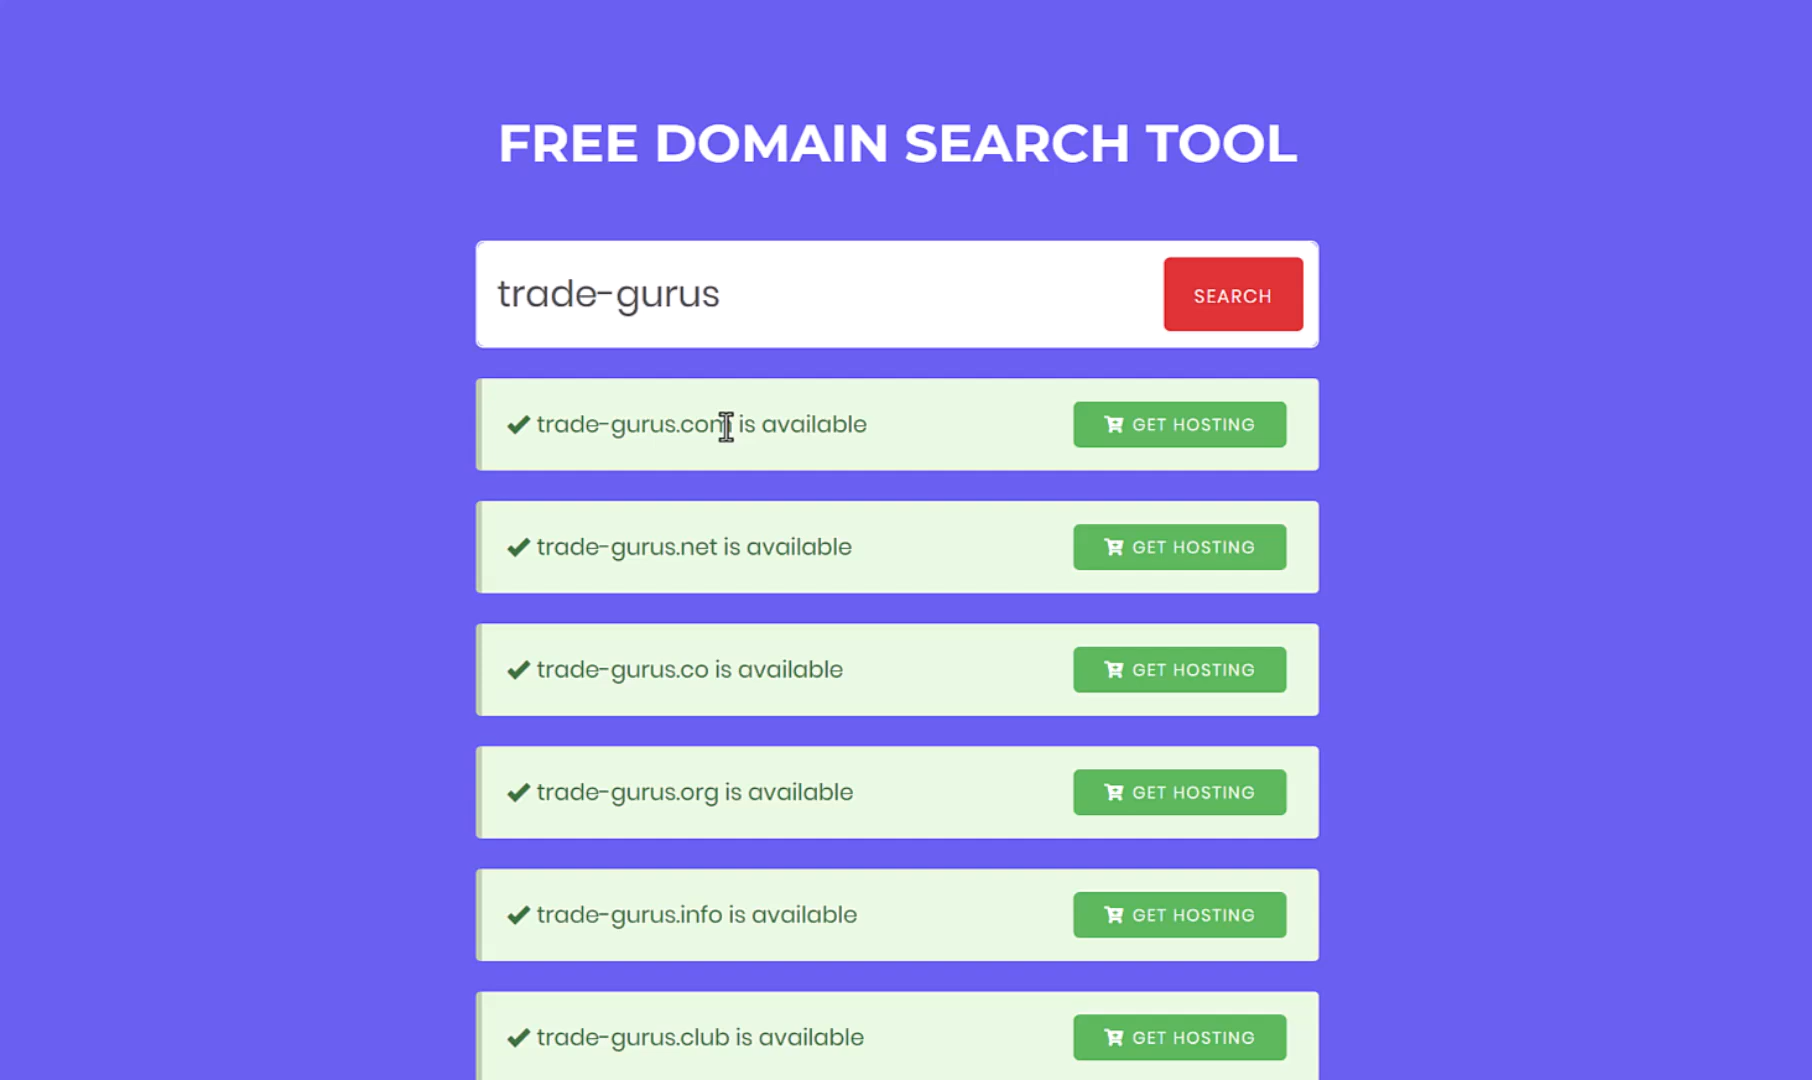 FREE DOMAIN SEARCH TOOL
trade-gurus
SEARCH
trade-gurus.com is available
GET HOSTING
trade-gurus.net is available
GET HOSTING
trade-gurus.co is available
GET HOSTING
trade-gurus.org is available
GET HOSTING
trade-gurus.info is available
GET HOSTING
trade-gurus.club is available
GET HOSTING